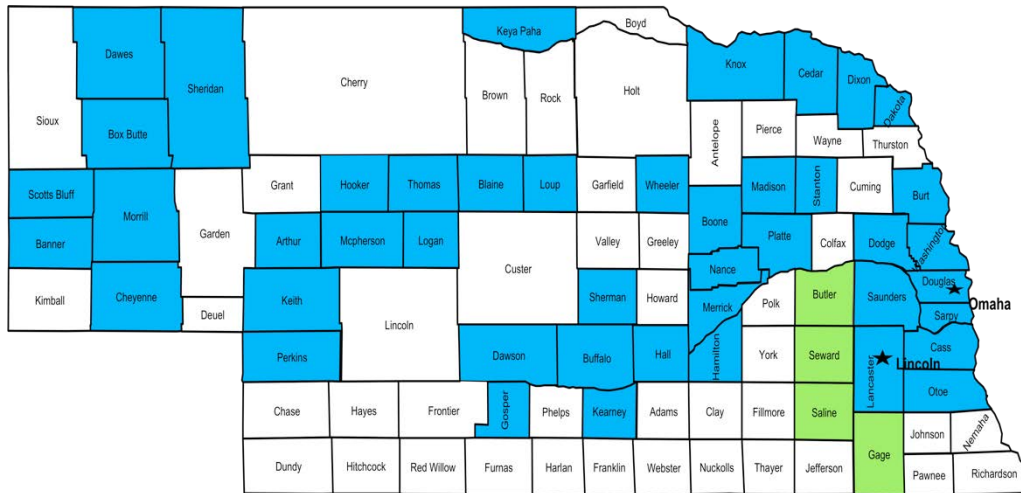 Boyd
Keya Paha
Dawes
Knox
Cedar
Dixon
Cherry
Sheridan
Brown
Rock
Holt
Dakota
Sioux
Box Butte
Pierce
Antelope
Wayne
Thurston
Grant
Hooker
Thomas
Blaine
Loup
Garfield
Wheeler
Madison
Stanton
Cuming
Scotts Bluff
Burt
Morrill
Boone
Garden
Banner
Arthur
Mcpherson
Logan
Valley
Greeley
Platte
Colfax
Dodge
Washington
Custer
Nance
Douglas
Kimball
Cheyenne
Keith
Sherman
Howard
Merrick
Polk
Butler
Saunders
Omaha
Deuel
Lincoln
Sarpy
Perkins
Dawson
Buffalo
Hall
Hamilton
York
Seward
Lancaster
Lincoln
Cass
Otoe
Chase
Hayes
Frontier
Gosper
Phelps
Kearney
Adams
Clay
Fillmore
Saline
Gage
Johnson
Nemaha
Dundy
Hitchcock
Red Willow
Furnas
Harlan
Franklin
Webster
Nuckolls
Thayer
Jefferson
Pawnee
Richardson